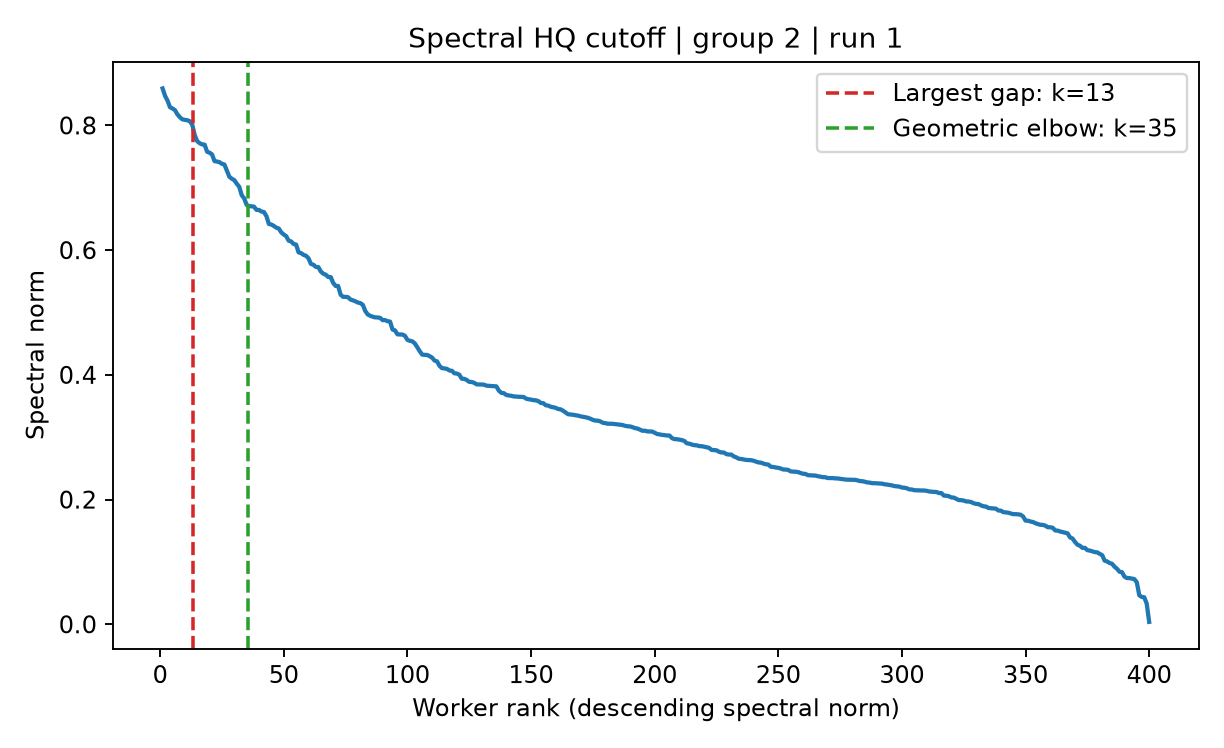 Spectral HQ cutoff | group 2 | run 1
Largest gap: k=13
Geometric elbow: k=35
Spectral norm
0.8
0.6
0.4
0.2
0.0
0 50 100 150 200 250 300 350 400
Worker rank (descending spectral norm)